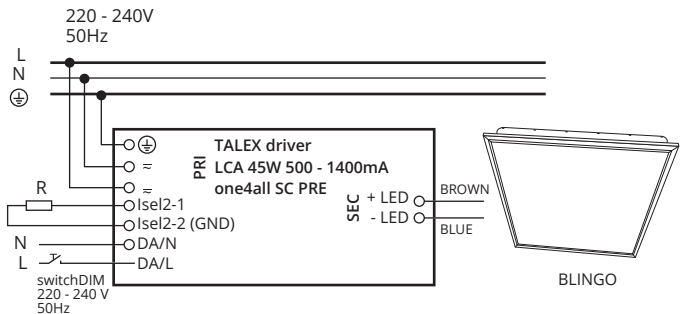 220 - 240V
50Hz
L
N
TALEX driver
LCA 45W 500 - 1400mA
one4all SC PRE
PRI
SEC
+ LED
- LED
BROWN
BLUE
R
Isel2-1
Isel2-2 (GND)
N
DA/N
L
DA/L
switchDIM
220 - 240 V
50Hz
BLINGO